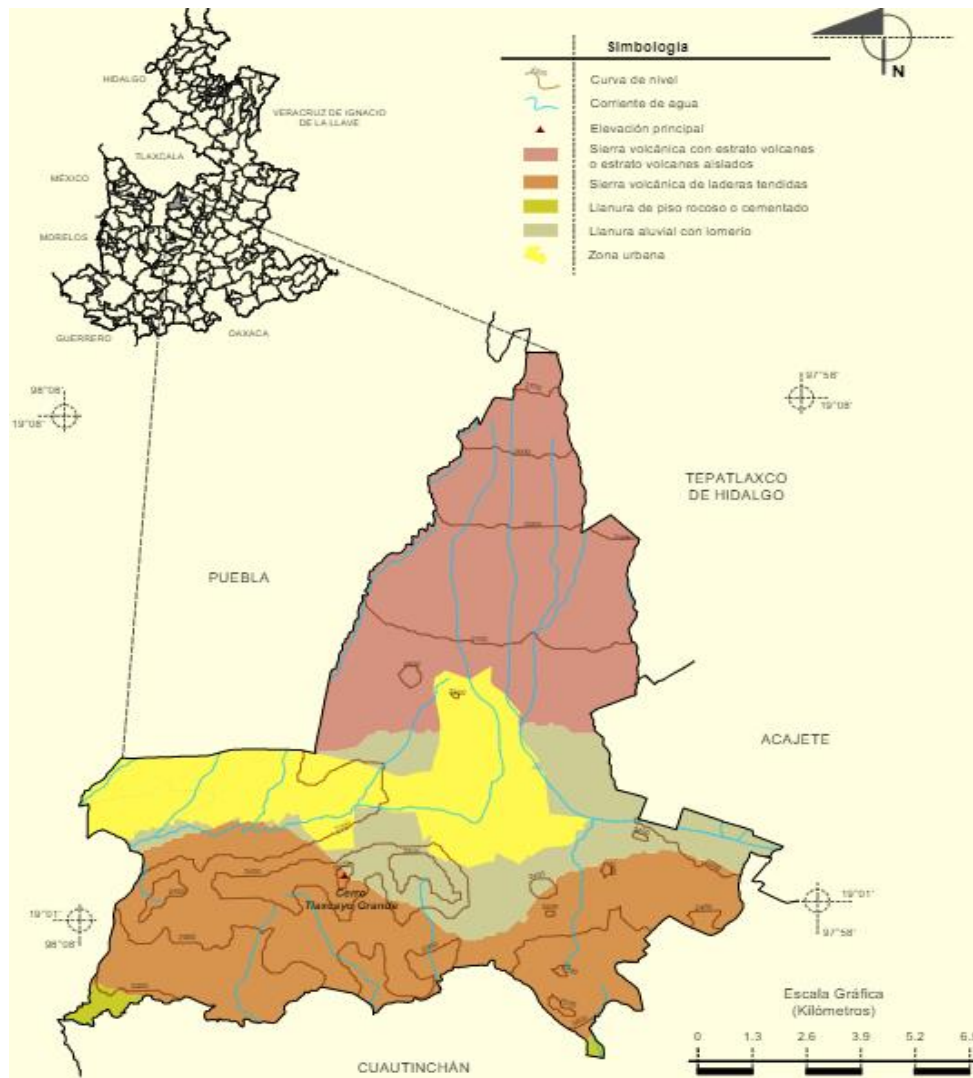 Simbología
Curva de nivel
Corriente de agua
Elevación principal
Sierra volcánica con estrato volcanes
o estrato volcanes aislados
Sierra volcánica de laderas tendidas
Llanura de piso rocoso o cementado
Llanura aluvial con lomerío
Zona urbana
N
HIDALGO
VERACRUZ DE IGNACIO
DE LA LLAVE
TLAXCALA
MÉXICO
MORELOS
GUERRERO
OAXACA
98°08'
19°08'
97°58'
19°08'
TEPATLAXCO
DE HIDALGO
PUEBLA
ACAJETE
Cerro
Tlaxcayo Grande
19°01'
98°08'
19°01'
97°58'
Escala Gráfica
(Kilómetros)
0 1.3 2.6 3.9 5.2
CUAUTINCHÁN